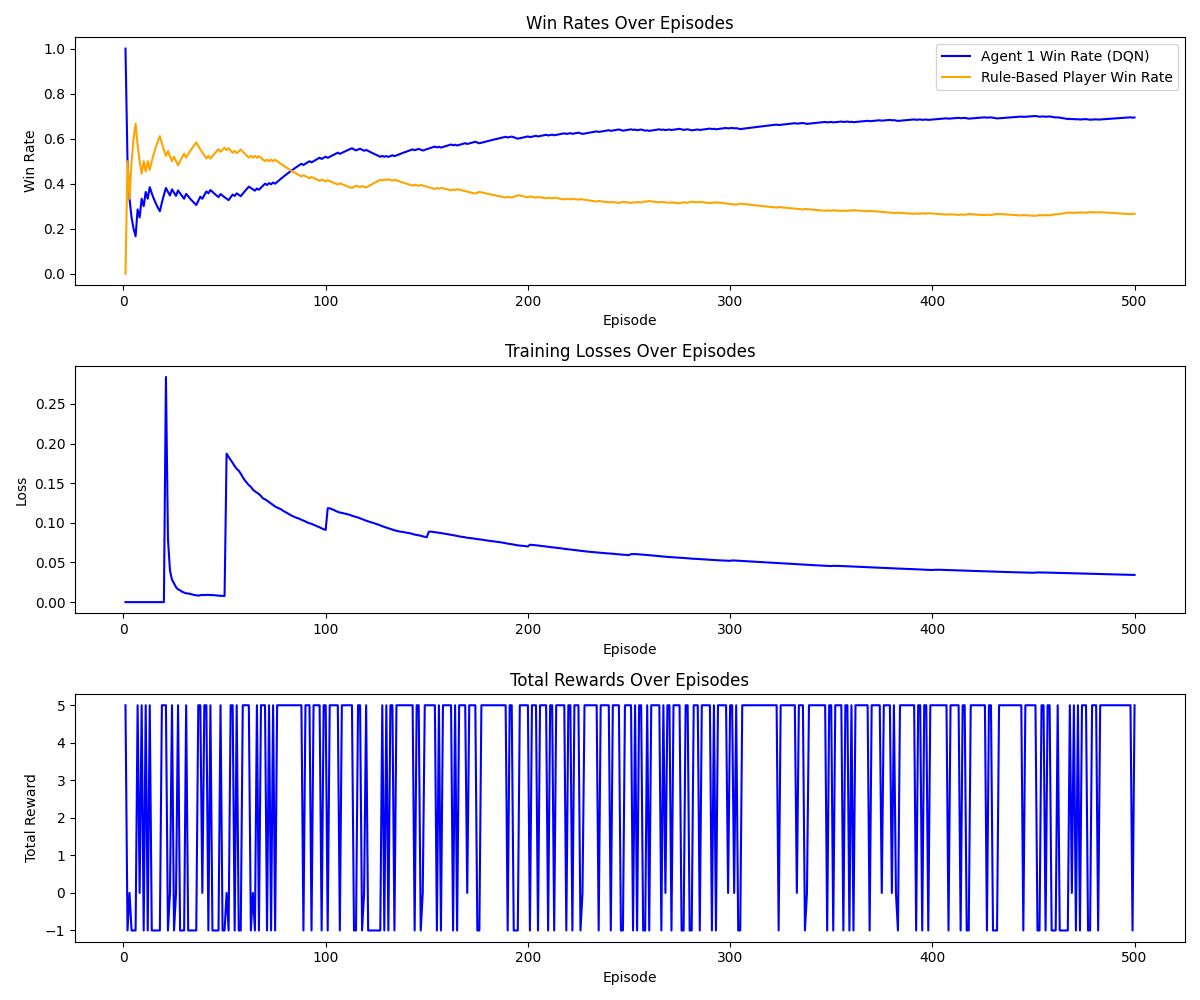 Win Rates Over Episodes
Win Rate
1.0
0.8
0.6
0.4
0.2
0.0
Agent 1 Win Rate (DQN)
Rule-Based Player Win Rate
0 100 200 300 400 500
Episode
Training Losses Over Episodes
Loss
0.25
0.20
0.15
0.10
0.05
0.00
0 100 200 300 400 500
Episode
Total Rewards Over Episodes
Total Reward
5
4
3
2
1
0
−1
0 100 200 300 400 500
Episode